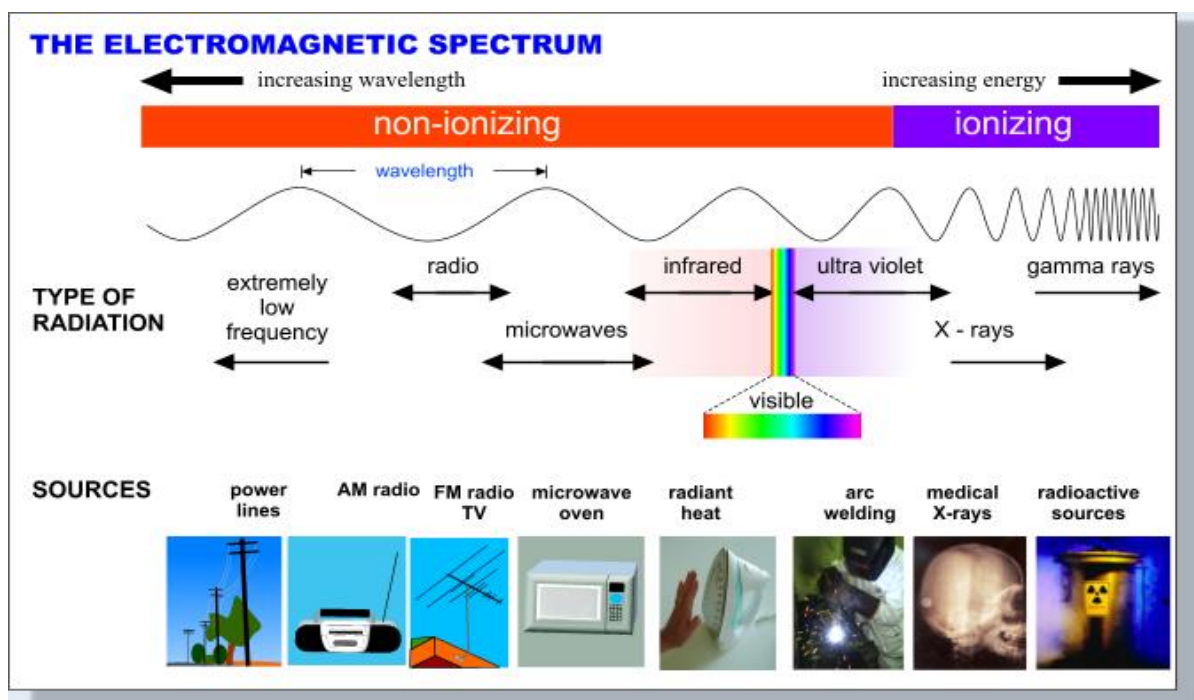 THE ELECTROMAGNETIC SPECTRUM
increasing wavelength
increasing energy
non-ionizing
ionizing
wavelength
TYPE OF
RADIATION
extremely
low
frequency
radio
microwaves
infrared
visible
ultra violet
X - rays
gamma rays
SOURCES
power
lines
AM radio
FM radio
TV
microwave
oven
radiant
heat
arc
welding
medical
X-rays
radioactive
sources